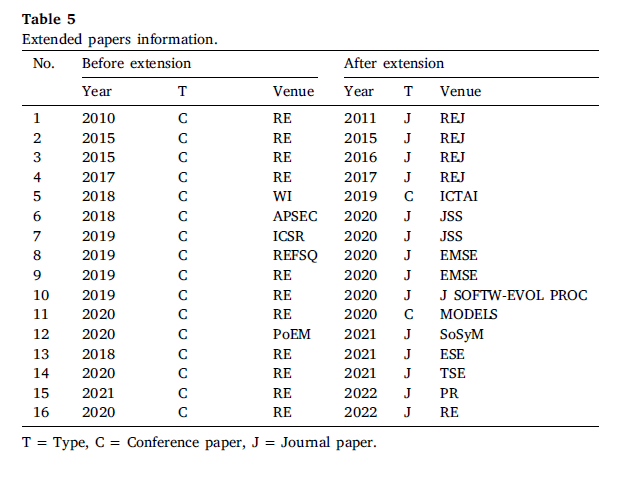 Table 5
Extended papers information.
No. Before extension After extension
Year T Venue Year T Venue
1 2010 C RE 2011 J REJ
2 2015 C RE 2015 J REJ
3 2015 C RE 2016 J REJ
4 2017 C RE 2017 J REJ
5 2018 C WI 2019 C ICTAI
6 2018 C APSEC 2020 J JSS
7 2019 C ICSR 2020 J JSS
8 2019 C REFSQ 2020 J EMSE
9 2019 C RE 2020 J EMSE
10 2019 C RE 2020 J J SOFTW-EVOL PROC
11 2020 C RE 2020 C MODELS
12 2020 C PoEM 2021 J SoSyM
13 2018 C RE 2021 J ESE
14 2020 C RE 2021 J TSE
15 2021 C RE 2022 J PR
16 2020 C RE 2022 J RE
T = Type, C = Conference paper, J = Journal paper.